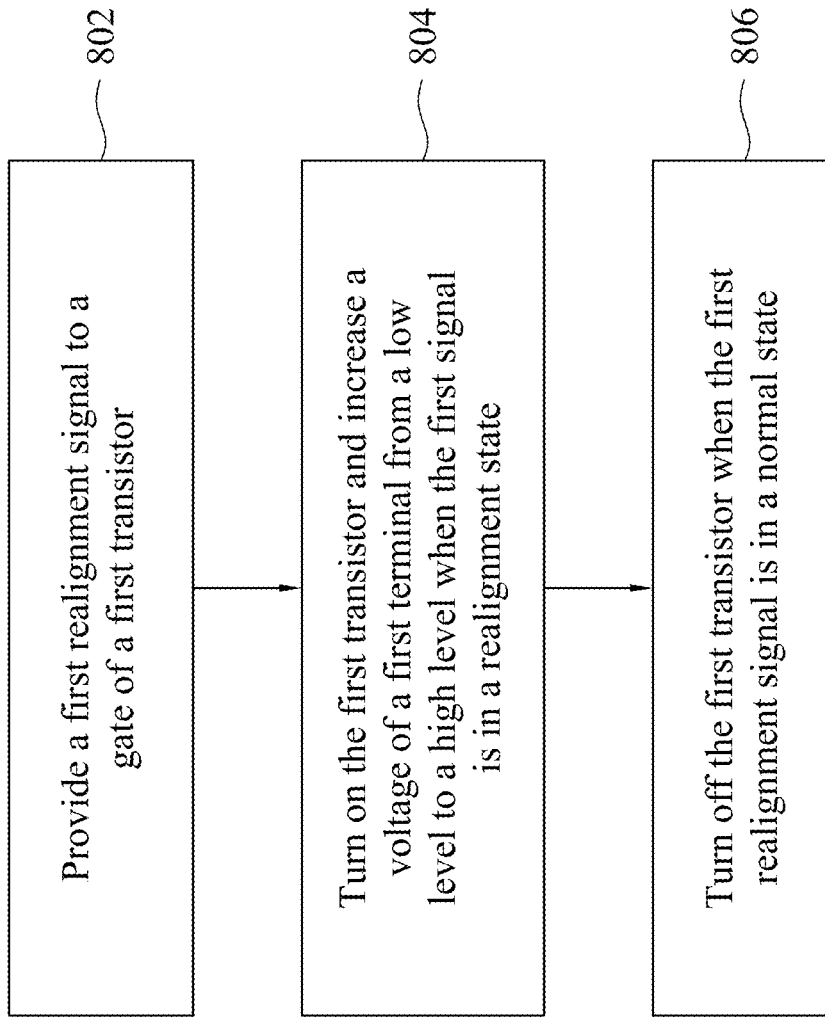 802
Provide a first realignment signal to a
gate of a first transistor
804
Turn on the first transistor and increase a
voltage of a first terminal from a low
level to a high level when the first signal
is in a realignment state
806
Turn off the first transistor when the first
realignment signal is in a normal state